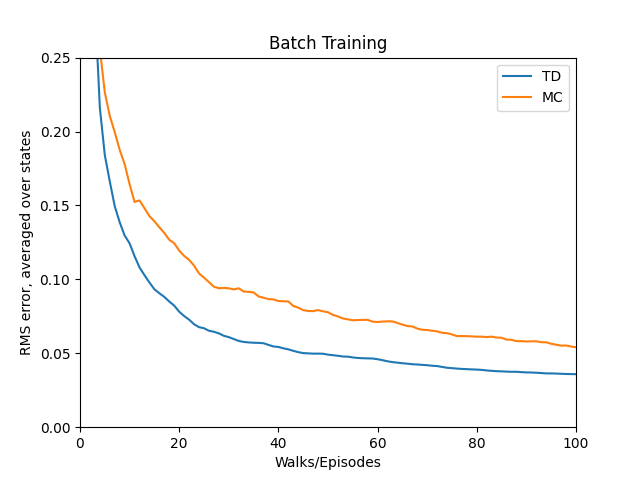 Batch Training
RMS error, averaged over states
0.25
0.20
0.15
0.10
0.05
0.00
0 20 40 60 80 100
Walks/Episodes
TD
MC